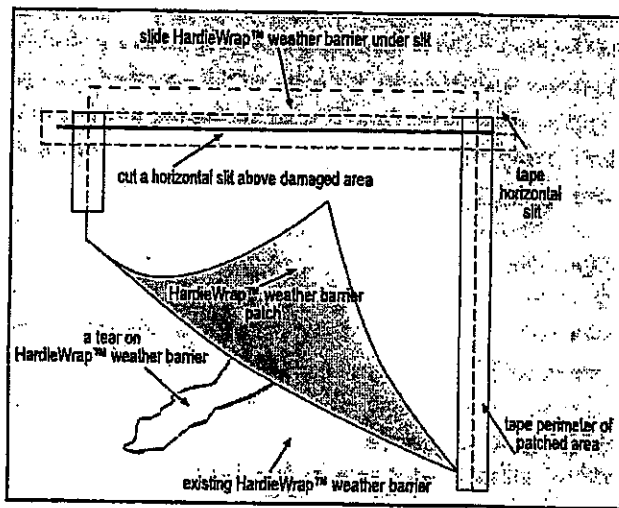 slide HardieWrap™ weather barrier under slit
cut a horizontal slit above damaged area
tape
horizontal
slit
HardieWrap™ weather barrier
patch
a tear on
HardieWrap™ weather barrier
tape perimeter of
patched area
existing HardieWrap™ weather barrier